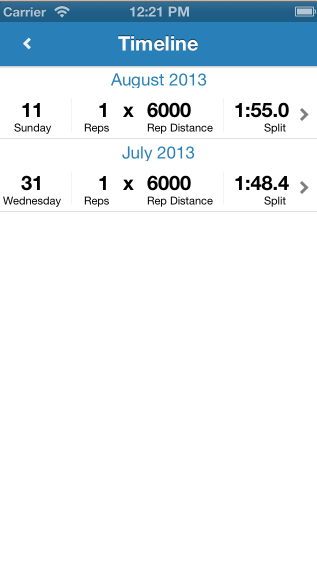 Carrier 12:21 PM
Timeline
August 2013
11 1 x 6000 1:55.0
Sunday Reps Rep Distance Split
July 2013
31 1 x 6000 1:48.4
Wednesday Reps Rep Distance Split